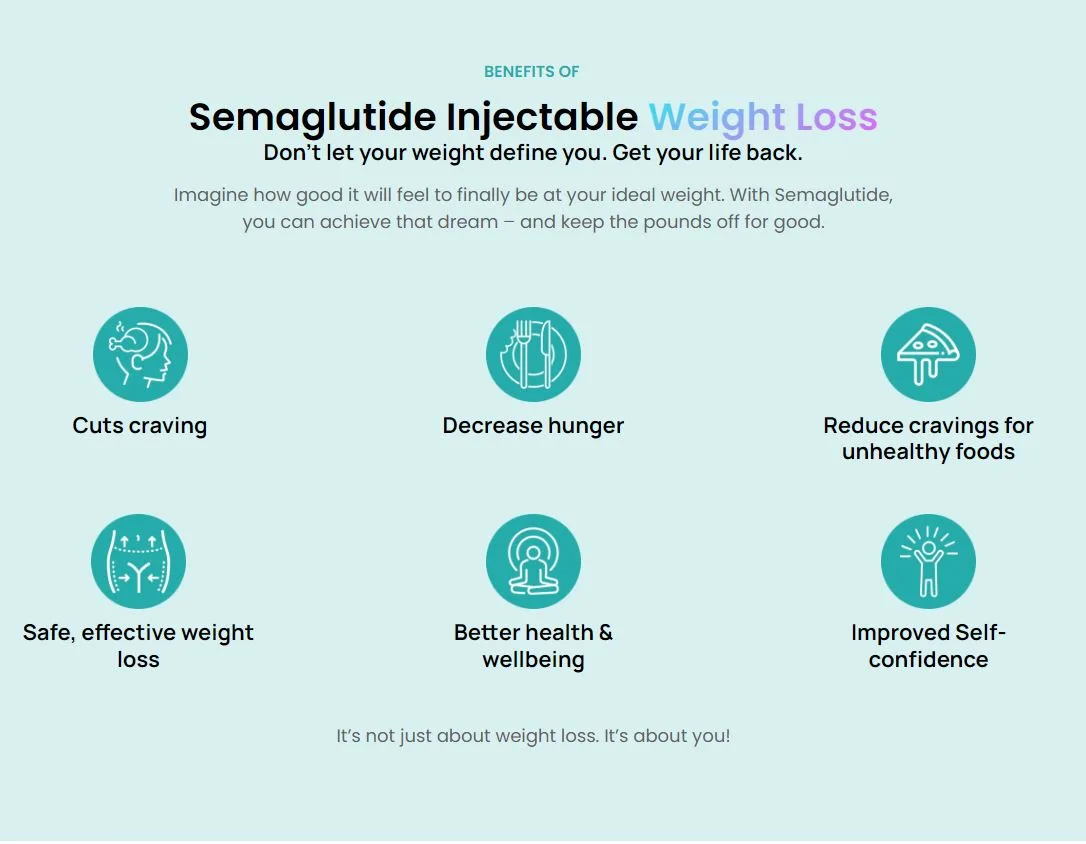 BENEFITS OF
Semaglutide Injectable Weight Loss
Don't let your weight define you. Get your life back.
Imagine how good it will feel to finally be at your ideal weight. With Semaglutide,
you can achieve that dream – and keep the pounds off for good.
Cuts craving
Decrease hunger
Reduce cravings for
unhealthy foods
Safe, effective weight
loss
Better health &
wellbeing
Improved Self-
confidence
It's not just about weight loss. It's about you!